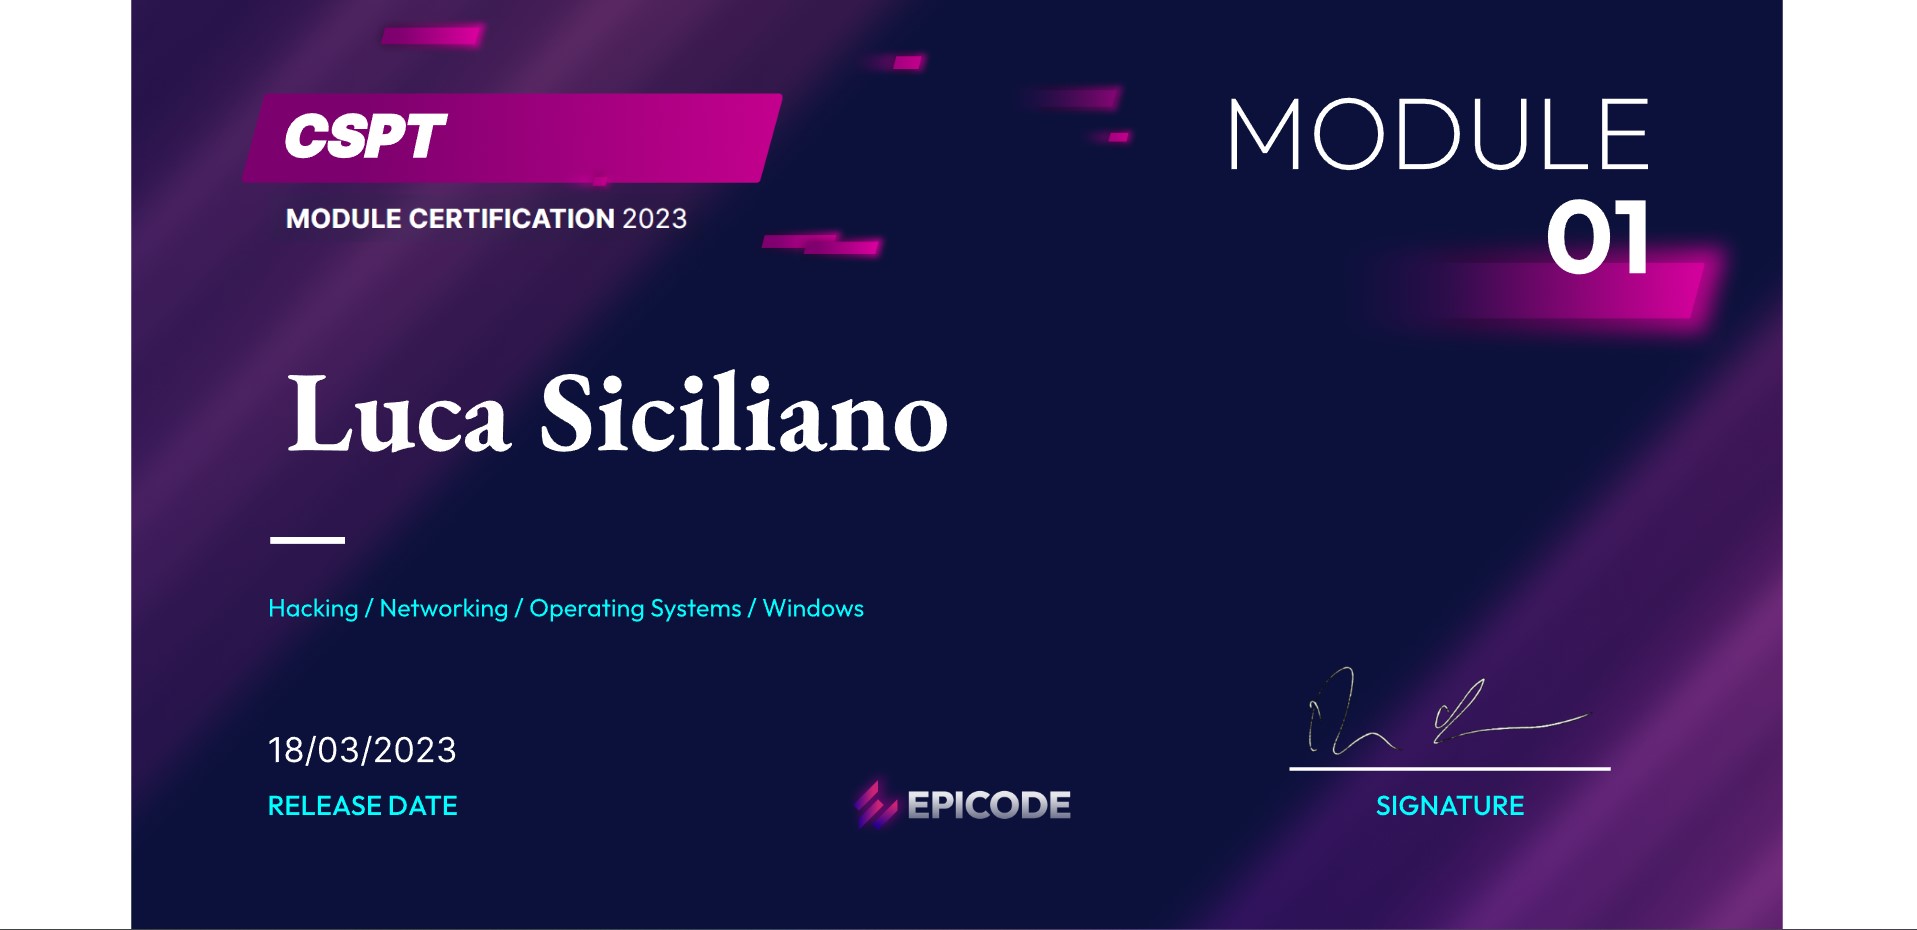 CSPT
MODULE CERTIFICATION 2023
MODULE
01
Luca Siciliano
Hacking / Networking / Operating Systems / Windows
18/03/2023
RELEASE DATE
EPICODE
SIGNATURE